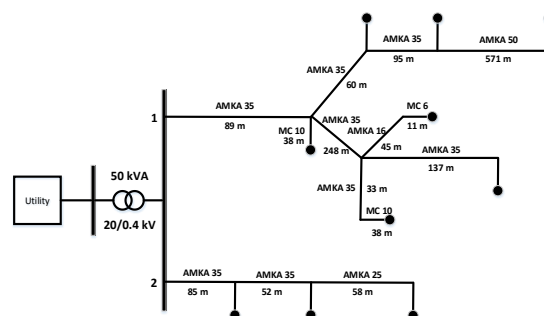 AMKA 35
AMKA 50
95 m
571 m
AMKA 35
60 m
AMKA 35
MC 6
1
AMKA 35
89 m
MC 10
38 m
AMKA 16
11 m
248 m
45 m
AMKA 35
137 m
50 kVA
AMKA 35
33 m
Utility
MC 10
20/0.4 kV
38 m
2
AMKA 35
AMKA 35
AMKA 25
85 m
52 m
58 m